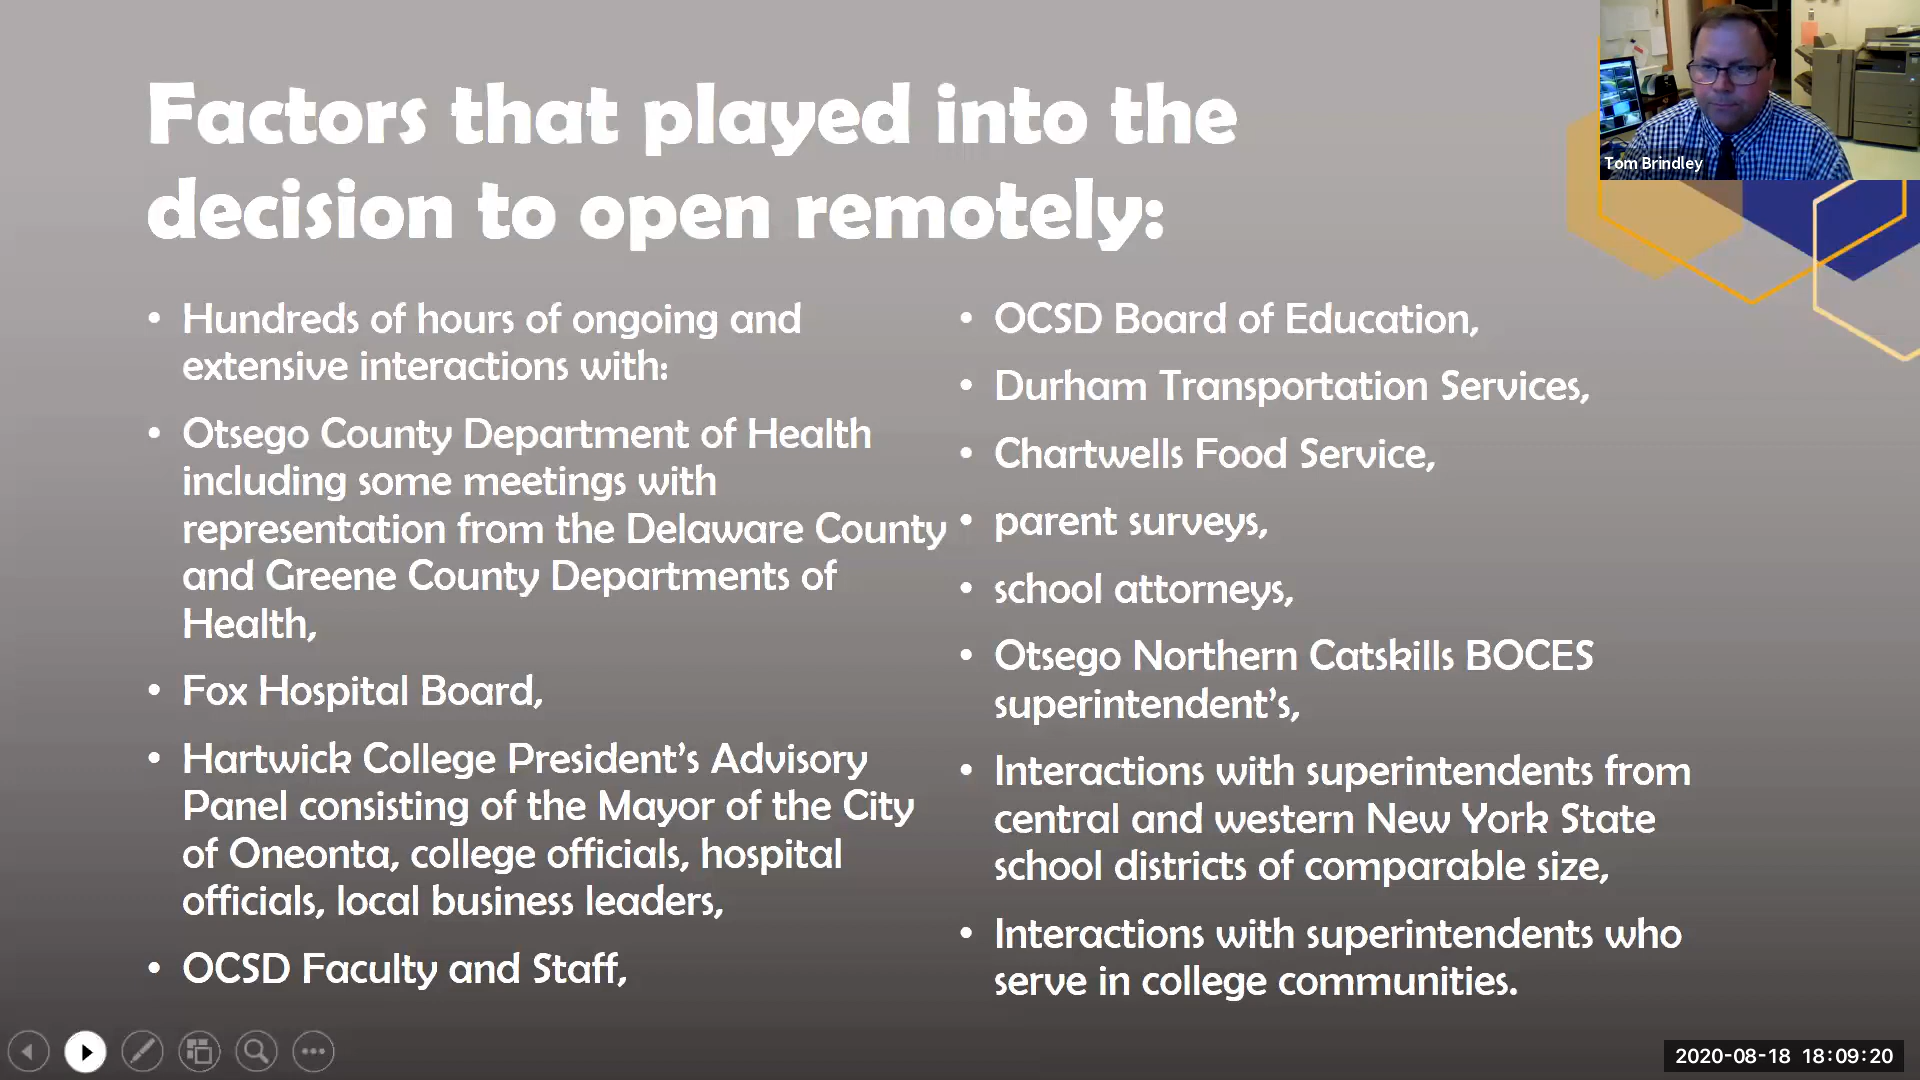 Factors that played into the
decision to open remotely:
• Hundreds of hours of ongoing and
extensive interactions with:
• Otsego County Department of Health
including some meetings with
representation from the Delaware County
and Greene County Departments of
Health,
• Fox Hospital Board,
• Hartwick College President’s Advisory
Panel consisting of the Mayor of the City
of Oneonta, college officials, hospital
officials, local business leaders,
• OCSD Faculty and Staff,
• OCSD Board of Education,
• Durham Transportation Services,
• Chartwells Food Service,
• parent surveys,
• school attorneys,
• Otsego Northern Catskills BOCES
superintendent’s,
• Interactions with superintendents from
central and western New York State
school districts of comparable size,
• Interactions with superintendents who
serve in college communities.
Tom Brindley
2020-08-18 18:09:20